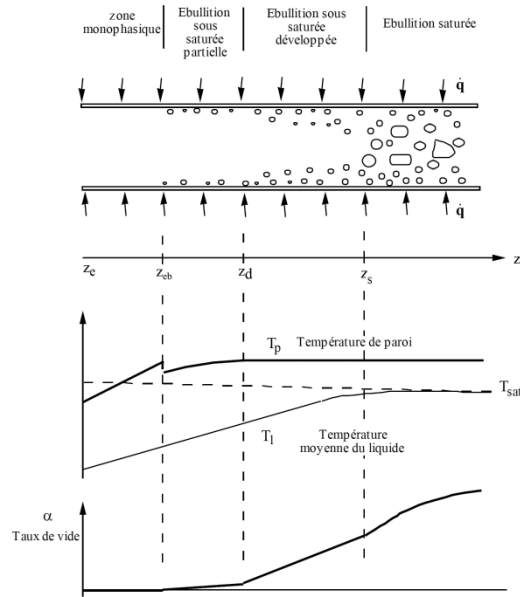 zone
monophasique
Ebullition
sous
saturée
partielle
Ebullition sous
saturée
développée
Ebullition saturée
q̇
q̇
z
z_e
z_eb
z_d
z_s
T_p Température de paroi
T_sat
T_l Température
moyenne du liquide
α
Taux de vide